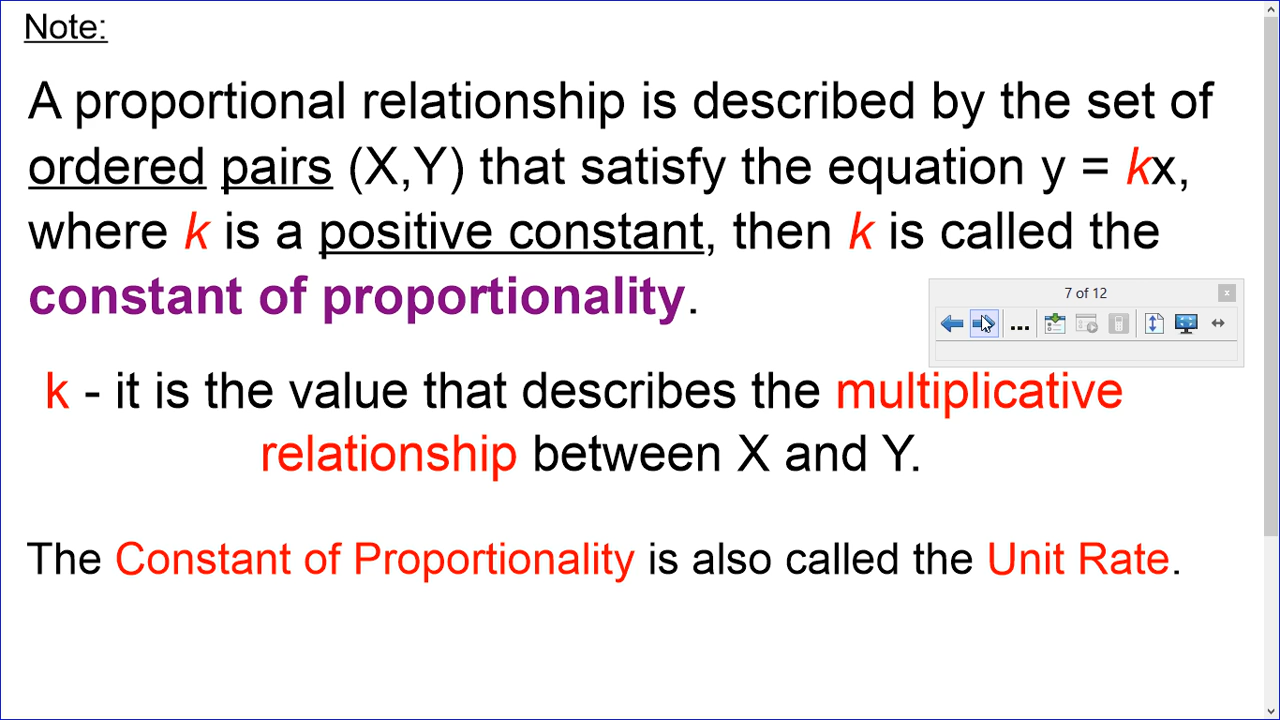 Note:
A proportional relationship is described by the set of
ordered pairs (X,Y) that satisfy the equation y = kx,
where k is a positive constant, then k is called the
constant of proportionality.
7 of 12
x
...
k - it is the value that describes the multiplicative
relationship between X and Y.
The Constant of Proportionality is also called the Unit Rate.